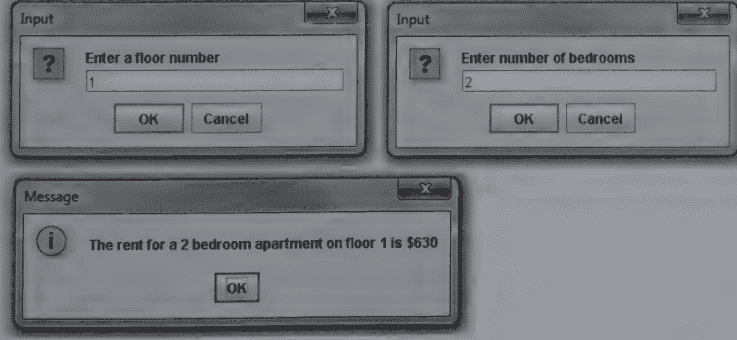 Input
Enter a floor number
1
OK
Cancel
Input
Enter number of bedrooms
2
OK
Cancel
Message
The rent for a 2 bedroom apartment on floor 1 is $630
OK